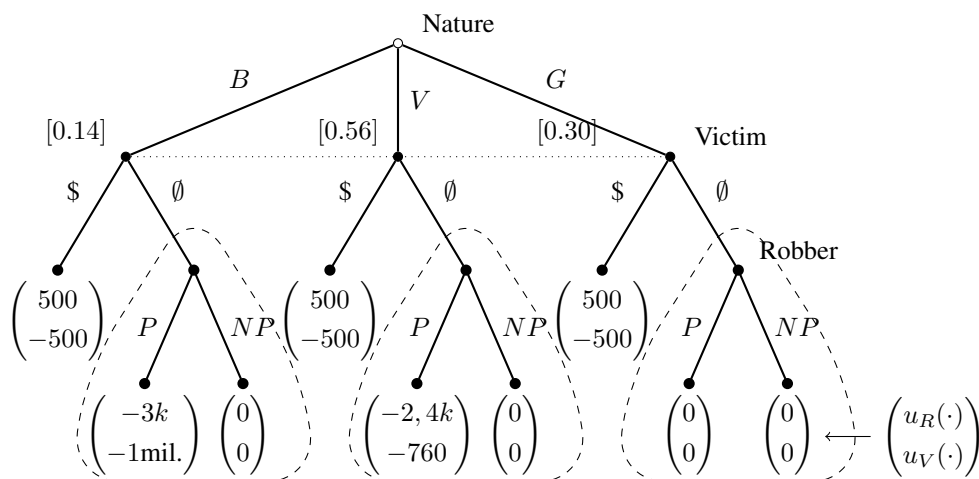 Nature
B V G
[0.14] [0.56] [0.30] Victim
$ ∅ $ ∅ $ ∅
Robber
500 500 500
−500 −500 −500
P NP P NP P NP
−3k 0 −2, 4k 0 0 0 u_R(·)
−1mil. 0 −760 0 0 0 u_V(·)